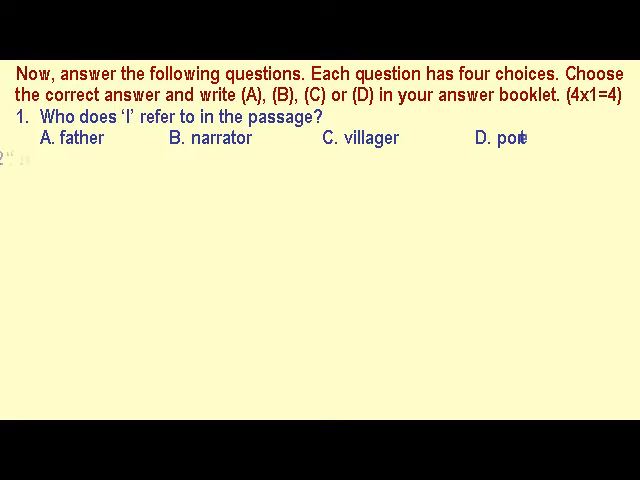 Now, answer the following questions. Each question has four choices. Choose
the correct answer and write (A), (B), (C) or (D) in your answer booklet. (4x1=4)
1. Who does ‘I’ refer to in the passage?
A. father B. narrator C. villager D.